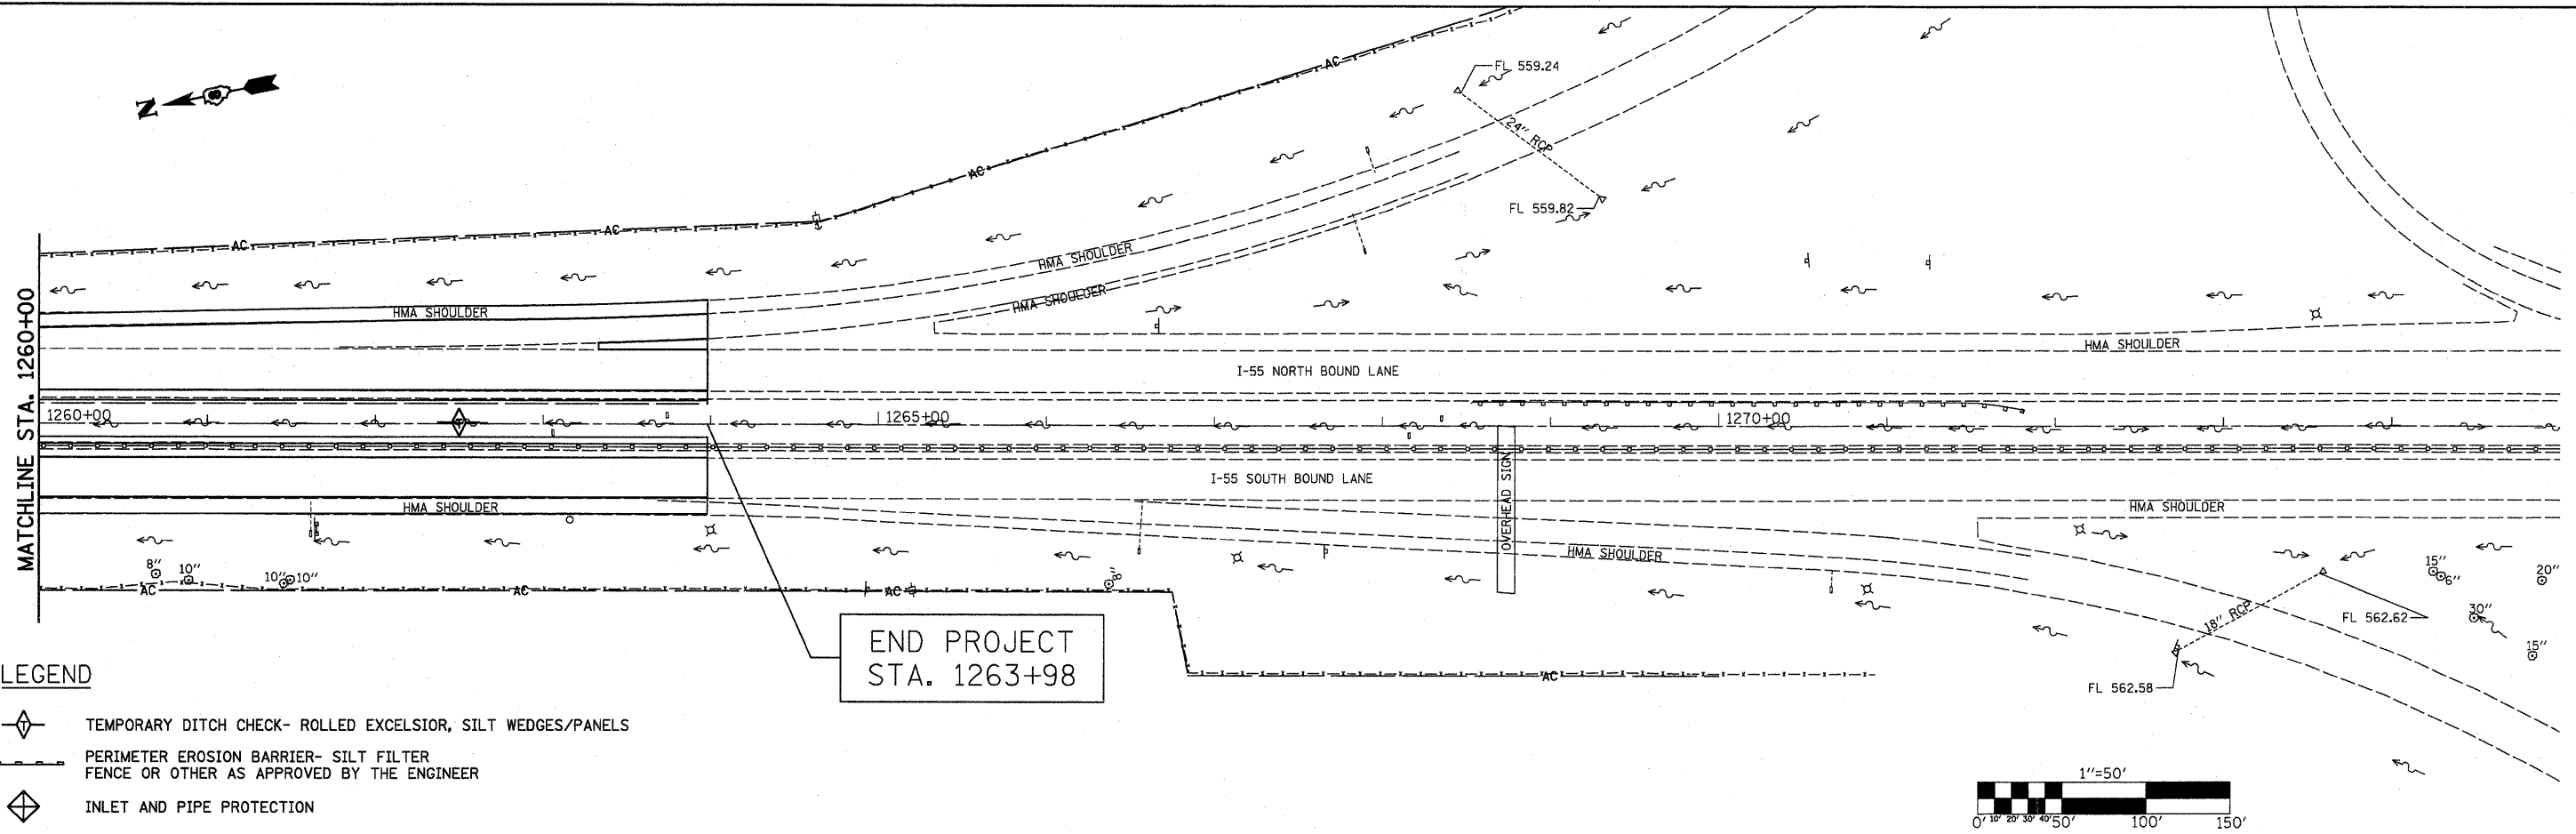 N
AC
FL 559.24
24" RCP
FL 559.82
AC
AC
AC
HMA SHOULDER
HMA SHOULDER
HMA SHOULDER
HMA SHOULDER
MATCHLINE STA. 1260+00
I-55 NORTH BOUND LANE
1260+00
1265+00
1270+00
I-55 SOUTH BOUND LANE
OVERHEAD SIGN
HMA SHOULDER
HMA SHOULDER
HMA SHOULDER
8"
10"
10"
10"
8"
AC
AC
AC
15"
6"
20"
30"
15"
18" RCP
FL 562.62
FL 562.58
AC
END PROJECT
STA. 1263+98
LEGEND
T
TEMPORARY DITCH CHECK- ROLLED EXCELSIOR, SILT WEDGES/PANELS
PERIMETER EROSION BARRIER- SILT FILTER
FENCE OR OTHER AS APPROVED BY THE ENGINEER
INLET AND PIPE PROTECTION
1"=50'
0' 10' 20' 30' 40' 50' 100' 150'